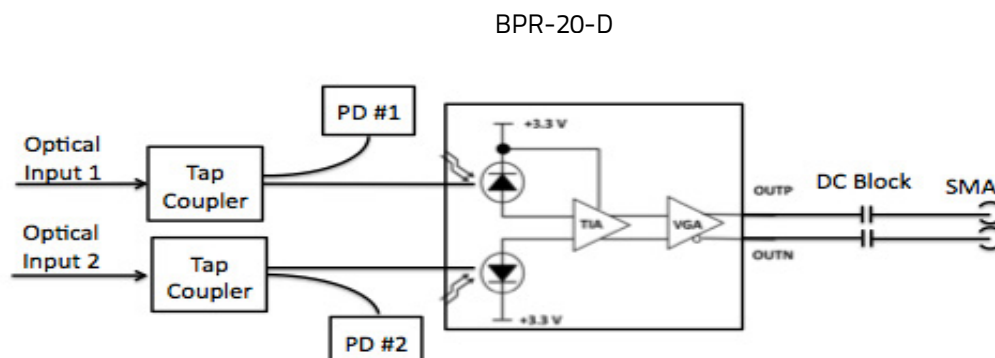 BPR-20-D
PD #1
+3.3 V
Optical
Input 1
Tap
Coupler
OUTP
DC Block
SMA
TIA
VGA
Optical
Input 2
Tap
Coupler
OUTN
+3.3 V
PD #2